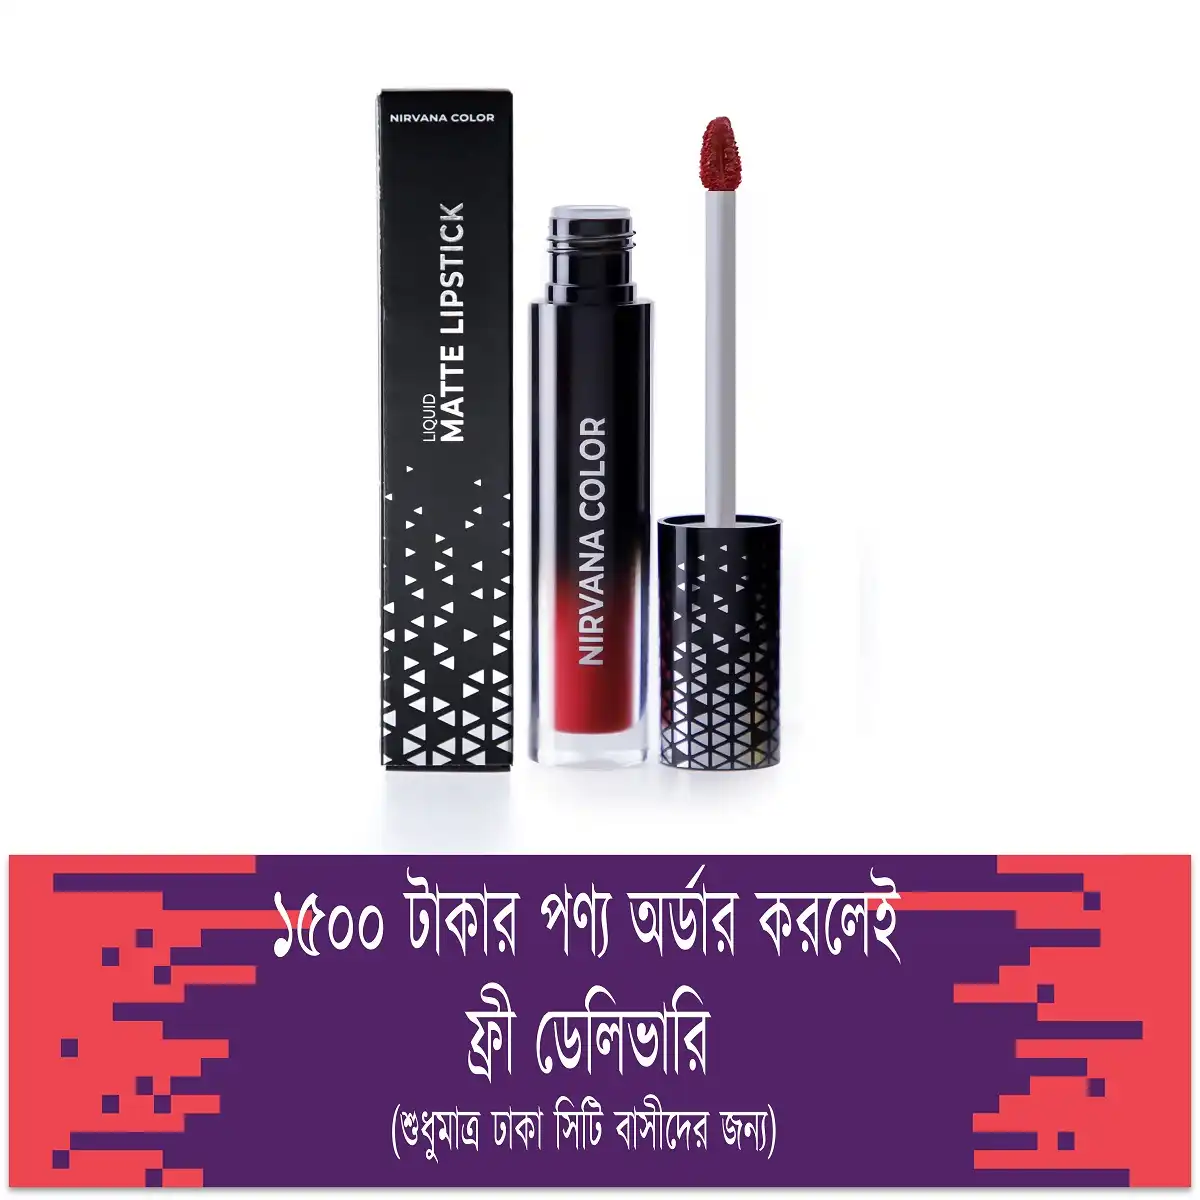 NIRVANA COLOR
LIQUID
MATTE LIPSTICK
NIRVANA COLOR
১৫০০ টাকার পণ্য অর্ডার করলেই
ফ্রী ডেলিভারি
(শুধুমাত্র ঢাকা সিটি বাসীদের জন্য)